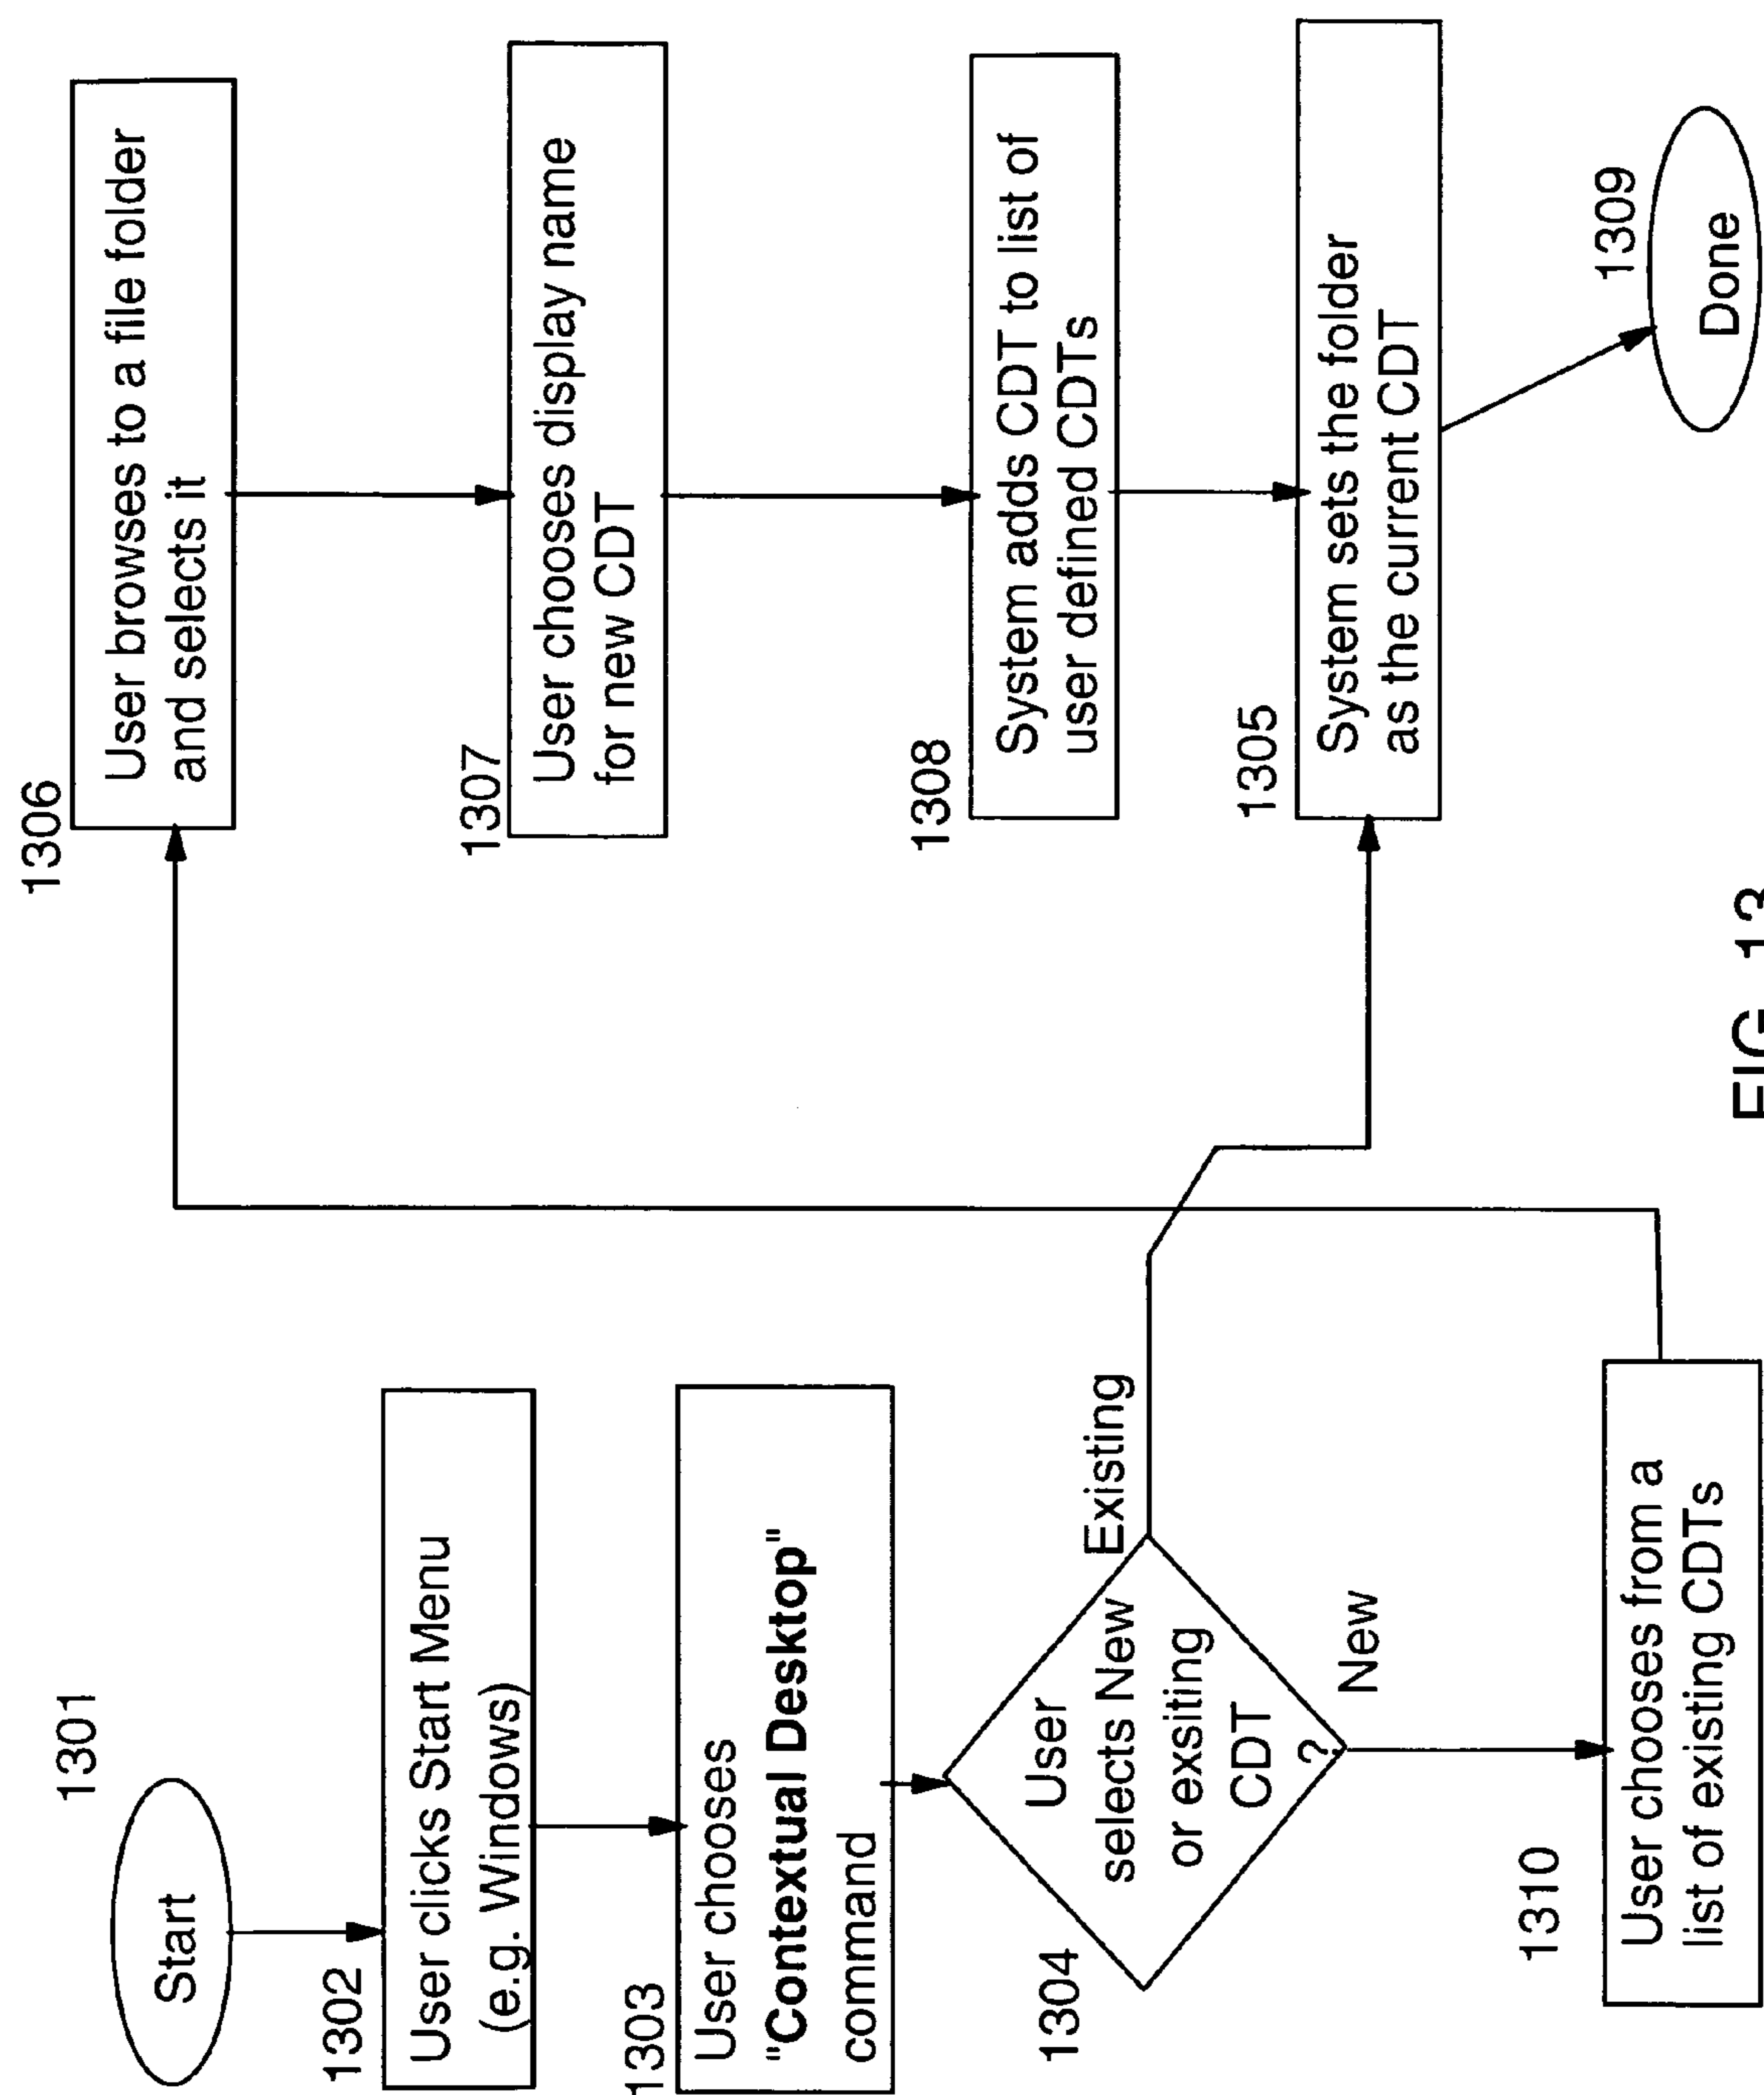 1301
Start
1302
User clicks Start Menu
(e.g. Windows)
1303
User chooses
"Contextual Desktop"
command
1304
User
selects New
or exsiting
CDT
?
Existing
New
1310
User chooses from a
list of existing CDTs
1306
User browses to a file folder
and selects it
1307
User chooses display name
for new CDT
1308
System adds CDT to list of
user defined CDTs
1305
System sets the folder
as the current CDT
1309
Done
FIG. 13